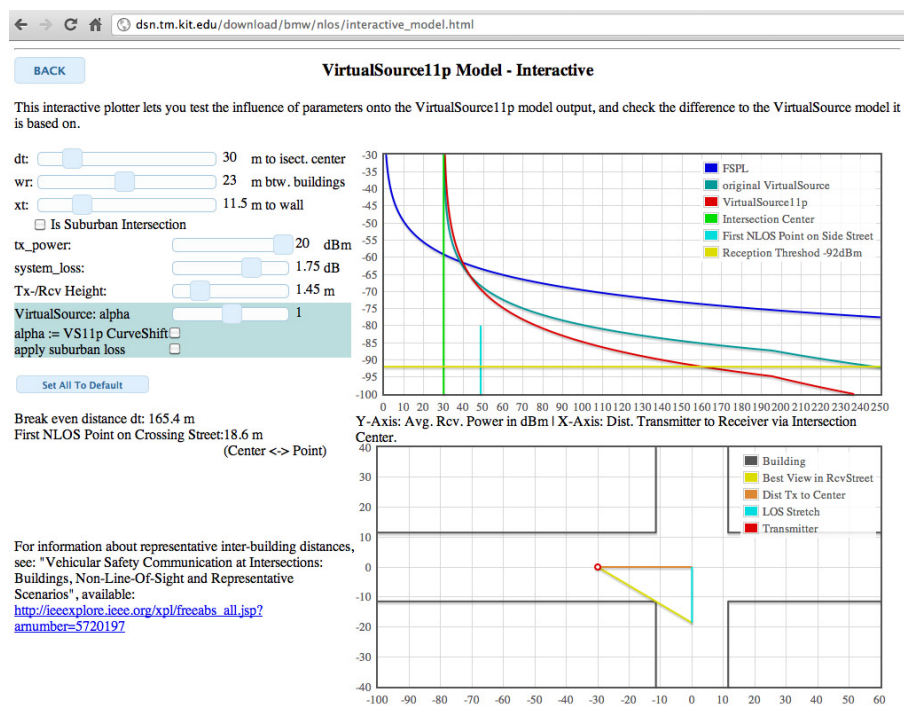 dsn.tm.kit.edu/download/bmw/nlos/interactive_model.html
BACK
VirtualSource11p Model - Interactive
This interactive plotter lets you test the influence of parameters onto the VirtualSource11p model output, and check the difference to the VirtualSource model it
is based on.
dt: 30 m to isect. center
wr: 23 m btw. buildings
xt: 11.5 m to wall
Is Suburban Intersection
tx_power: 20 dBm
system_loss: 1.75 dB
Tx-/Rcv Height: 1.45 m
VirtualSource: alpha 1
alpha := VS11p CurveShift
apply suburban loss
Set All To Default
Break even distance dt: 165.4 m
First NLOS Point on Crossing Street:18.6 m
(Center <-> Point)
For information about representative inter-building distances,
see: "Vehicular Safety Communication at Intersections:
Buildings, Non-Line-Of-Sight and Representative
Scenarios", available:
http://ieeexplore.ieee.org/xpl/freeabs_all.jsp?
arnumber=5720197
-30
-35
-40
-45
-50
-55
-60
-65
-70
-75
-80
-85
-90
-95
-100
FSPL
original VirtualSource
VirtualSource11p
Intersection Center
First NLOS Point on Side Street
Reception Threshod -92dBm
0 10 20 30 40 50 60 70 80 90 100 110 120 130 140 150 160 170 180 190 200 210 220 230 240 250
Y-Axis: Avg. Rcv. Power in dBm | X-Axis: Dist. Transmitter to Receiver via Intersection
Center.
40
30
20
10
0
-10
-20
-30
-40
Building
Best View in RcvStreet
Dist Tx to Center
LOS Stretch
Transmitter
-100 -90 -80 -70 -60 -50 -40 -30 -20 -10 0 10 20 30 40 50 60